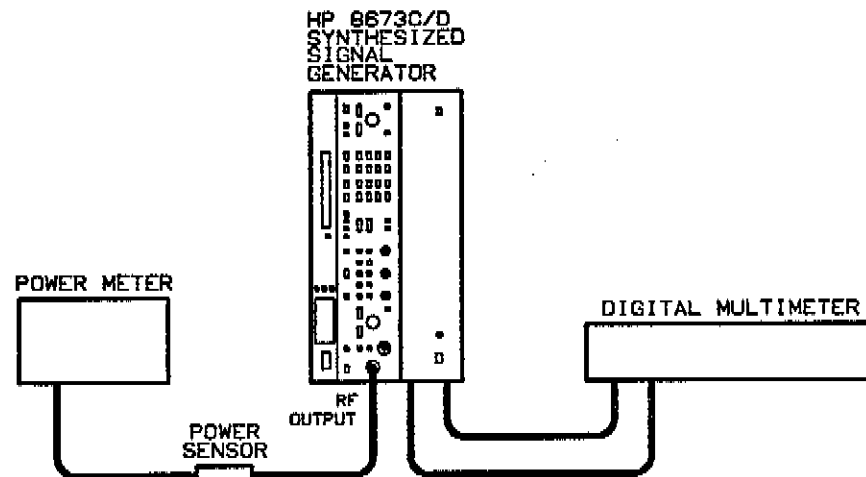 HP 8673C/D
SYNTHESIZED
SIGNAL
GENERATOR
POWER METER
DIGITAL MULTIMETER
RF
OUTPUT
POWER
SENSOR